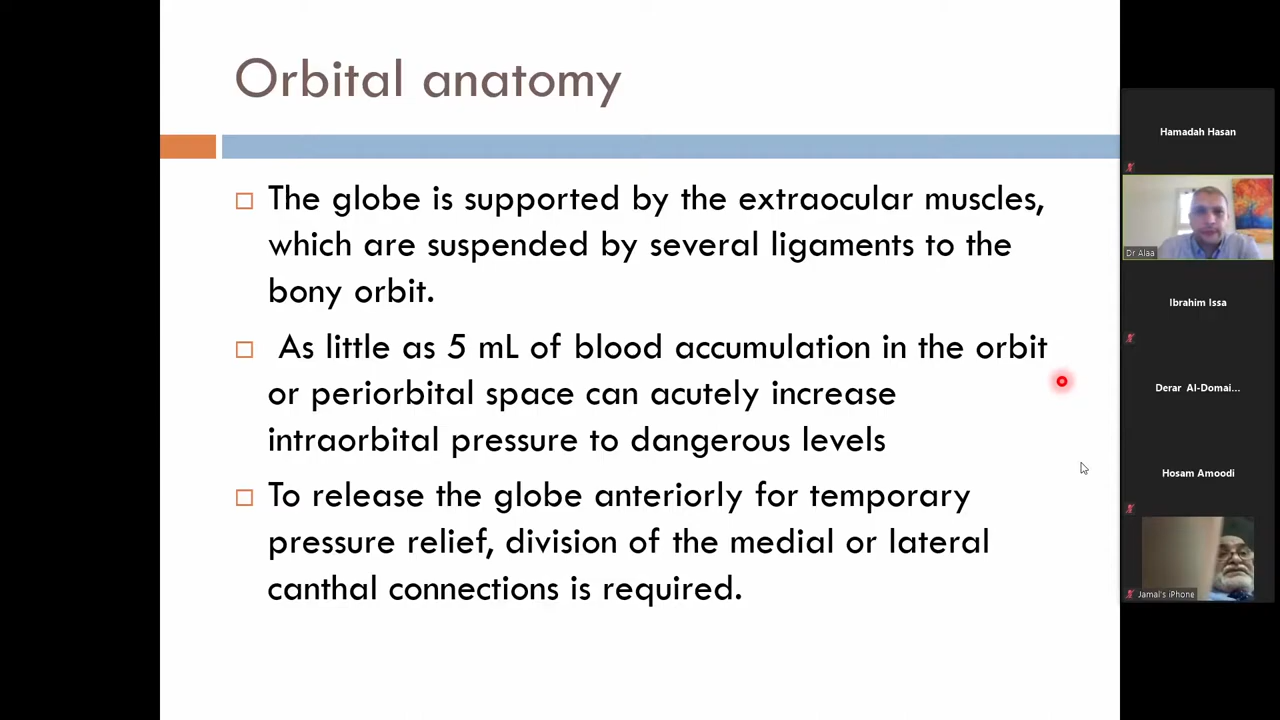 Orbital anatomy
The globe is supported by the extraocular muscles,
which are suspended by several ligaments to the
bony orbit.
As little as 5 mL of blood accumulation in the orbit
or periorbital space can acutely increase
intraorbital pressure to dangerous levels
To release the globe anteriorly for temporary
pressure relief, division of the medial or lateral
canthal connections is required.
Hamadah Hasan
Dr Alaa
Ibrahim Issa
Derar Al-Domai...
Hosam Amoodi
Jamal's iPhone